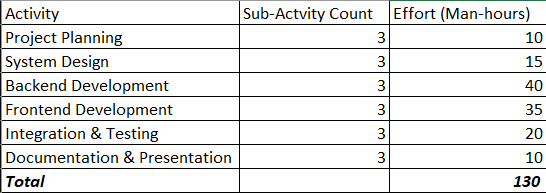 Activity Sub-Actvity Count Effort (Man-hours)
Project Planning 3 10
System Design 3 15
Backend Development 3 40
Frontend Development 3 35
Integration & Testing 3 20
Documentation & Presentation 3 10
Total 130